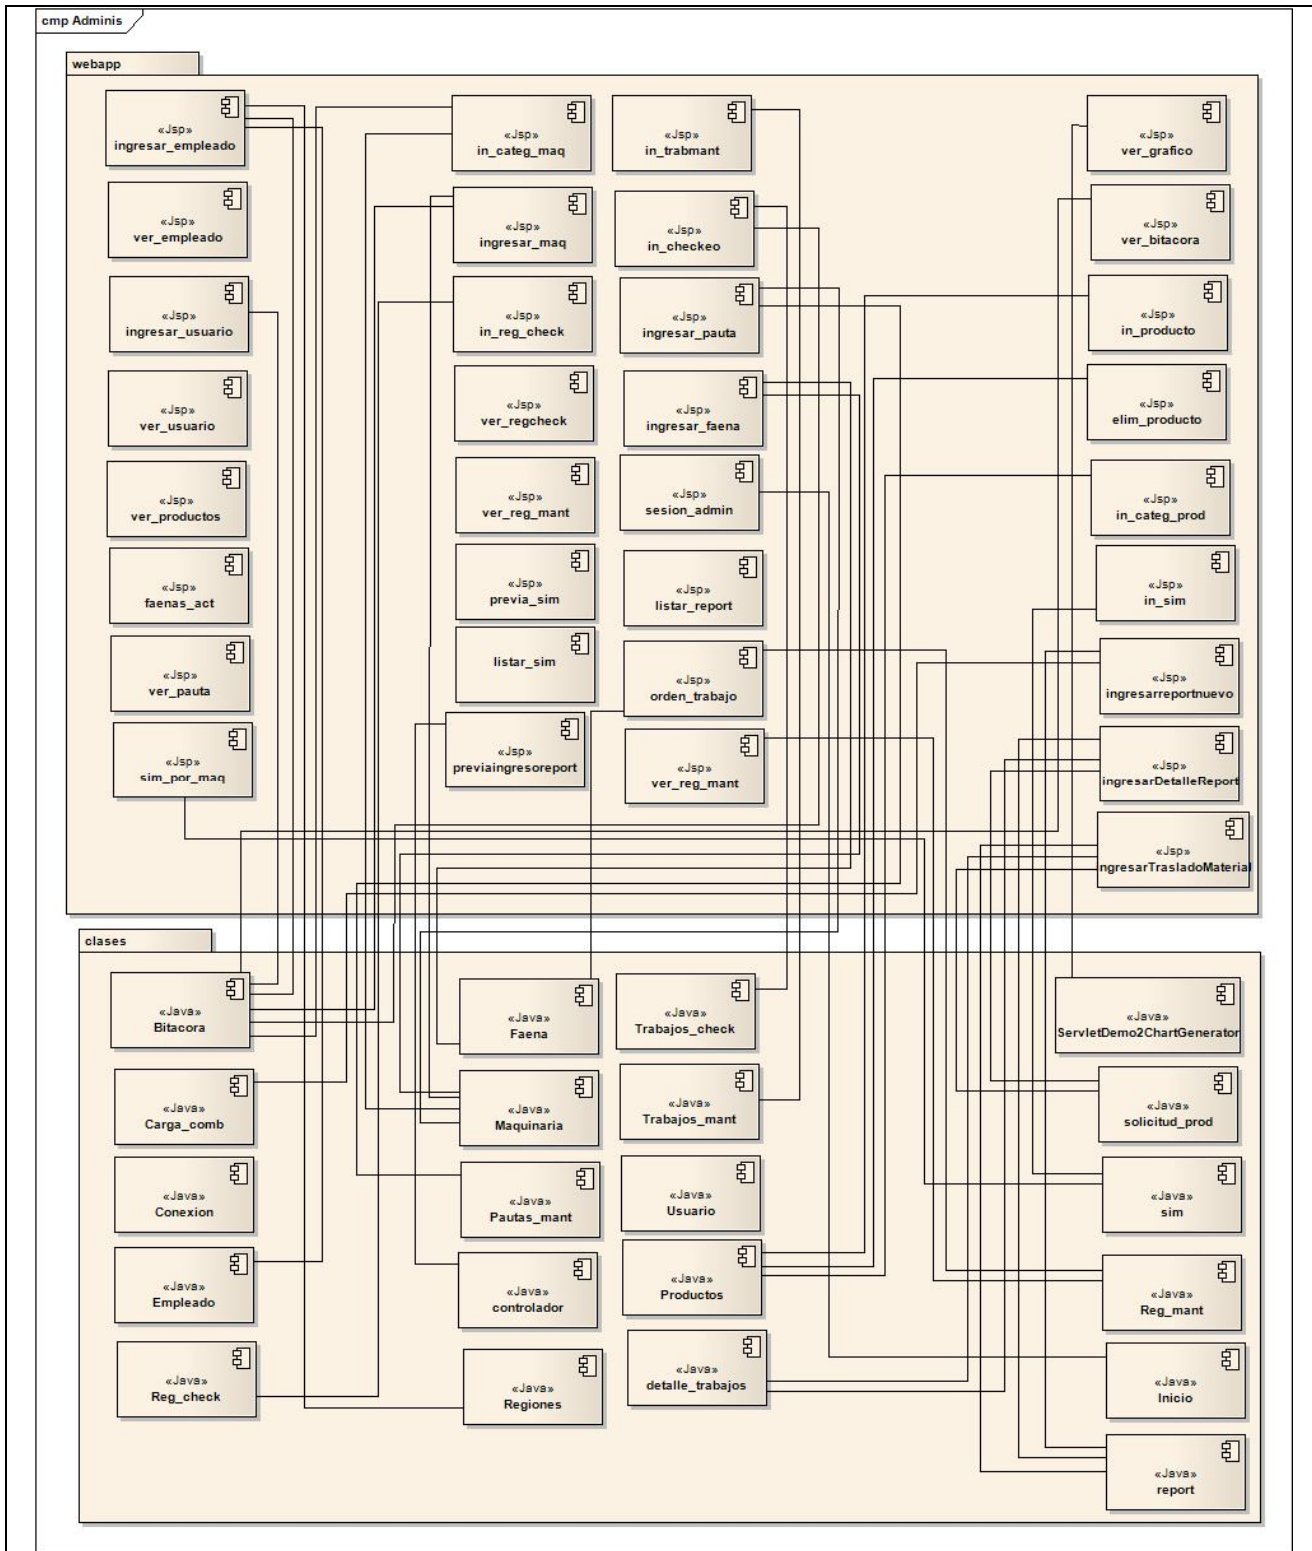 cmp Adminis
webapp
«Jsp»
ingresar_empleado
«Jsp»
ver_empleado
«Jsp»
ingresar_usuario
«Jsp»
ver_usuario
«Jsp»
ver_productos
«Jsp»
faenas_act
«Jsp»
ver_pauta
«Jsp»
sim_por_maq
«Jsp»
in_categ_maq
«Jsp»
ingresar_maq
«Jsp»
in_reg_check
«Jsp»
ver_regcheck
«Jsp»
ver_reg_mant
«Jsp»
previa_sim
listar_sim
«Jsp»
previaingresoreport
«Jsp»
in_trabmant
«Jsp»
in_checkeo
«Jsp»
ingresar_pauta
«Jsp»
ingresar_faena
«Jsp»
sesion_admin
«Jsp»
listar_report
«Jsp»
orden_trabajo
«Jsp»
ver_reg_mant
«Jsp»
ver_grafico
«Jsp»
ver_bitacora
«Jsp»
in_producto
«Jsp»
elim_producto
«Jsp»
in_categ_prod
«Jsp»
in_sim
«Jsp»
ingresarreportnuevo
«Jsp»
ingresarDetalleReport
«Jsp»
ngresarTrasladoMaterial
clases
«Java»
Bitacora
«Java»
Carga_comb
«Java»
Conexion
«Java»
Empleado
«Java»
Reg_check
«Java»
Faena
«Java»
Maquinaria
«Java»
Pautas_mant
«Java»
controlador
«Java»
Regiones
«Java»
Trabajos_check
«Java»
Trabajos_mant
«Java»
Usuario
«Java»
Productos
«Java»
detalle_trabajos
«Java»
ServletDemo2ChartGenerator
«Java»
solicitud_prod
«Java»
sim
«Java»
Reg_mant
«Java»
Inicio
«Java»
report